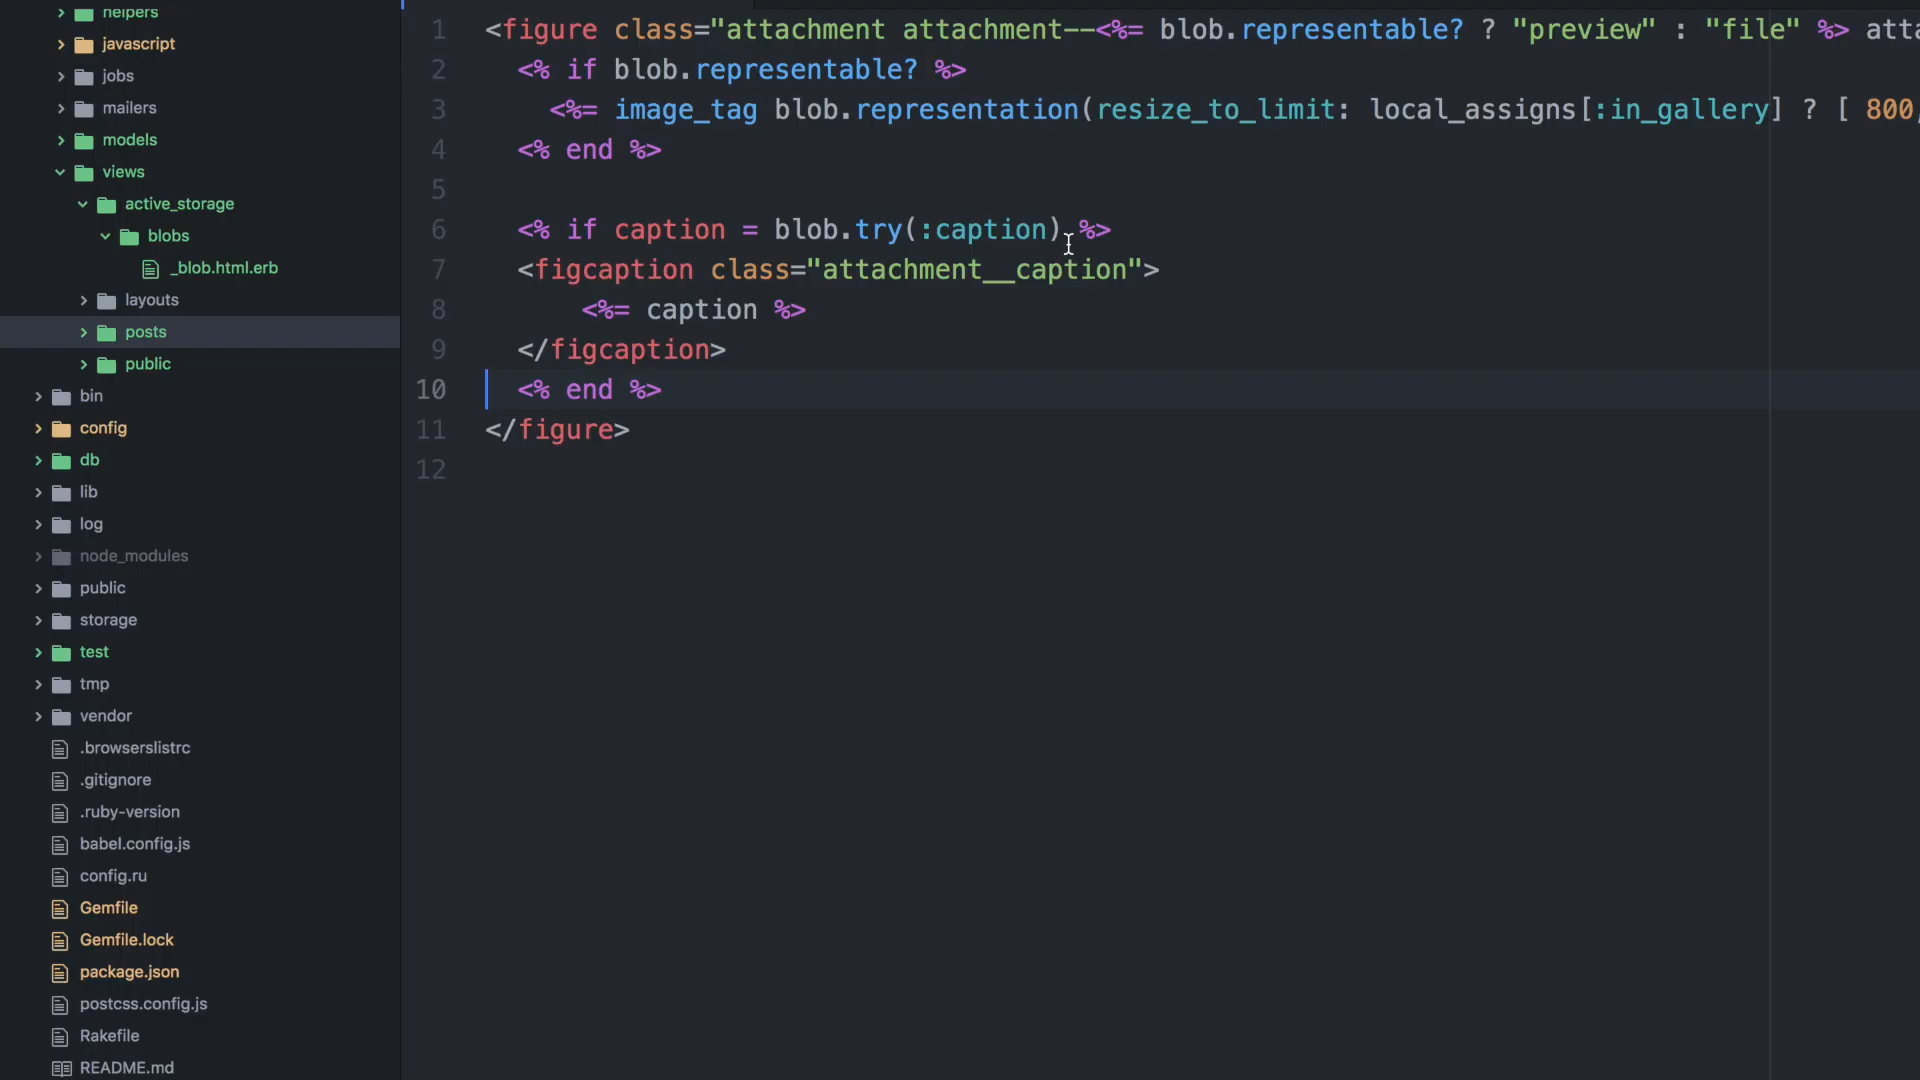 helpers
javascript
jobs
mailers
models
views
active_storage
blobs
_blob.html.erb
layouts
posts
public
bin
config
db
lib
log
node_modules
public
storage
test
tmp
vendor
.browserslistrc
.gitignore
.ruby-version
babel.config.js
config.ru
Gemfile
Gemfile.lock
package.json
postcss.config.js
Rakefile
README.md
1 <figure class="attachment attachment--<%= blob.representable? ? "preview" : "file" %> atta
2 <% if blob.representable? %>
3 <%= image_tag blob.representation(resize_to_limit: local_assigns[:in_gallery] ? [ 800,
4 <% end %>
5
6 <% if caption = blob.try(:caption) %>
7 <figcaption class="attachment__caption">
8 <%= caption %>
9 </figcaption>
10 <% end %>
11 </figure>
12